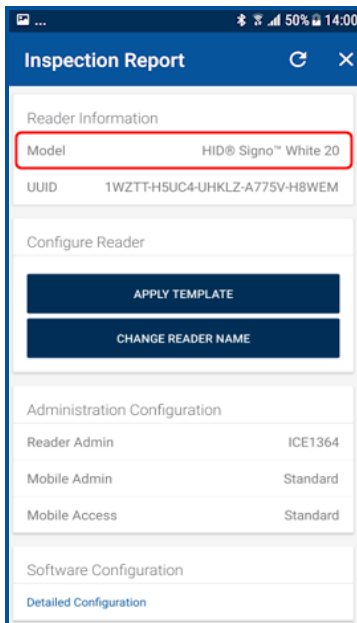 ... 50% 14:00
Inspection Report
Reader Information
Model HID® Signo™ White 20
UUID 1WZTT-H5UC4-UHKLZ-A775V-H8WEM
Configure Reader
APPLY TEMPLATE
CHANGE READER NAME
Administration Configuration
Reader Admin ICE1364
Mobile Admin Standard
Mobile Access Standard
Software Configuration
Detailed Configuration